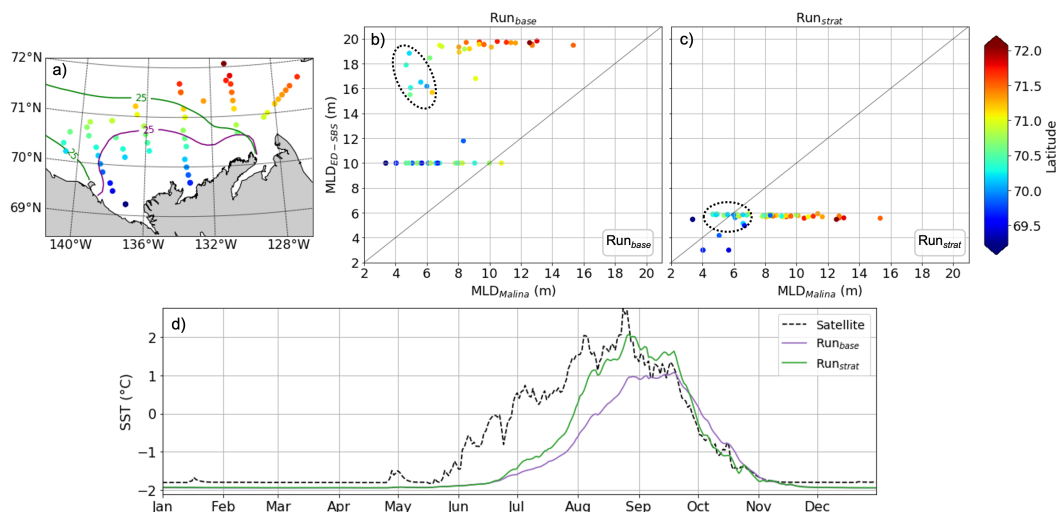 Run_base
Run_strat
a)
72°N
71°N
70°N
69°N
140°W
136°W
132°W
128°W
25
25
25
b)
20
18
16
14
12
10
8
6
4
2
MLD_ED−SBS (m)
Run_base
2 4 6 8 10 12 14 16 18 20
MLD_Malina (m)
c)
Run_strat
2 4 6 8 10 12 14 16 18 20
MLD_Malina (m)
72.0
71.5
71.0
70.5
70.0
69.5
Latitude
d)
2
1
0
−1
−2
SST (°C)
Satellite
Run_base
Run_strat
Jan Feb Mar Apr May Jun Jul Aug Sep Oct Nov Dec